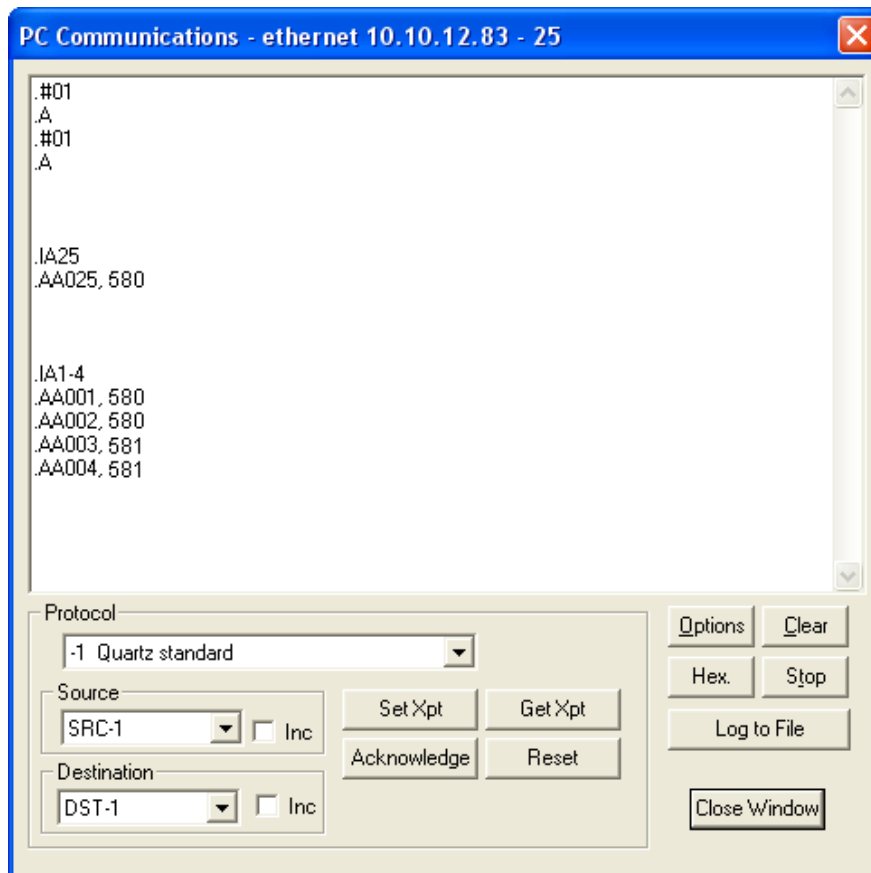 PC Communications - ethernet 10.10.12.83 - 25
.#01
.A
.#01
.A
.IA25
.AA025, 580
.IA1-4
.AA001, 580
.AA002, 580
.AA003, 581
.AA004, 581
Protocol
-1 Quartz standard
Source
SRC-1
Inc
Destination
DST-1
Inc
Set Xpt
Get Xpt
Acknowledge
Reset
Options
Clear
Hex.
Stop
Log to File
Close Window